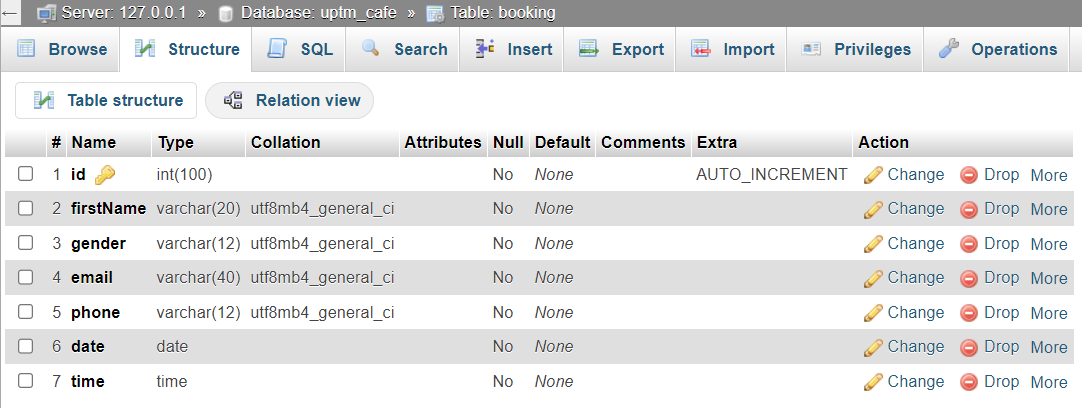 ← Server: 127.0.0.1 » Database: uptm_cafe » Table: booking
Browse Structure SQL Search Insert Export Import Privileges Operations
Table structure Relation view
# Name Type Collation Attributes Null Default Comments Extra Action
1 id int(100) No None AUTO_INCREMENT Change Drop More
2 firstName varchar(20) utf8mb4_general_ci No None Change Drop More
3 gender varchar(12) utf8mb4_general_ci No None Change Drop More
4 email varchar(40) utf8mb4_general_ci No None Change Drop More
5 phone varchar(12) utf8mb4_general_ci No None Change Drop More
6 date date No None Change Drop More
7 time time No None Change Drop More